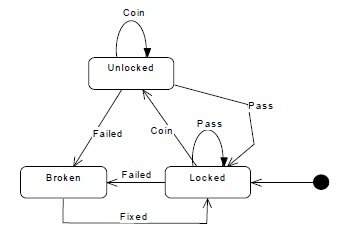 Coin
Unlocked
Pass
Failed
Coin
Pass
Broken
Failed
Locked
Fixed